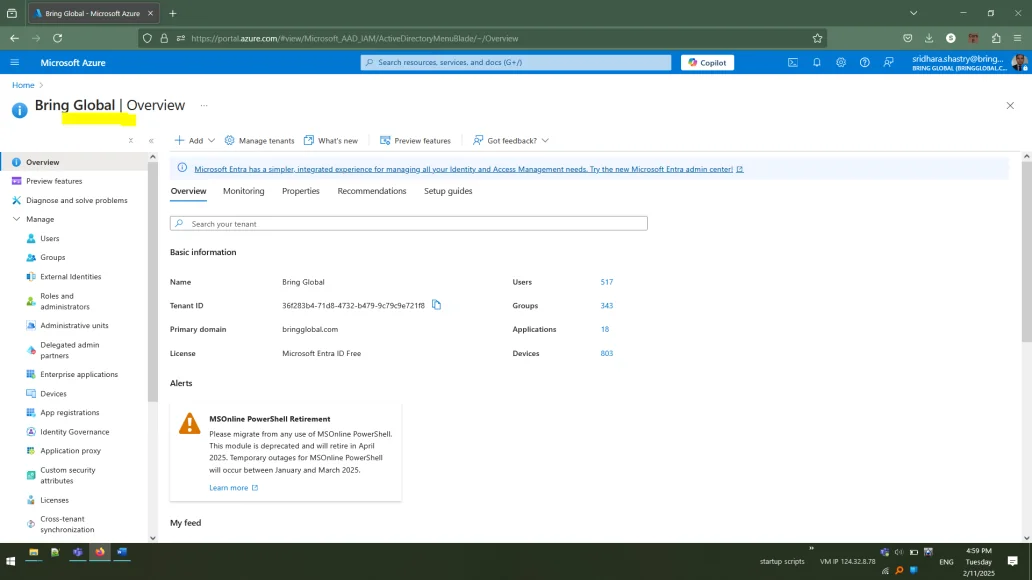 Bring Global - Microsoft Azure
https://portal.azure.com/#view/Microsoft_AAD_IAM/ActiveDirectoryMenuBlade/~/Overview
Microsoft Azure
Search resources, services, and docs (G+/)
Copilot
sridhara.shastry@bring...
BRING GLOBAL (BRINGGLOBAL.C...
Home
Bring Global | Overview
...
Add
Manage tenants
What's new
Preview features
Got feedback?
Overview
Preview features
Diagnose and solve problems
Manage
Users
Groups
External Identities
Roles and
administrators
Administrative units
Delegated admin
partners
Enterprise applications
Devices
App registrations
Identity Governance
Application proxy
Custom security
attributes
Licenses
Cross-tenant
synchronization
Microsoft Entra has a simpler, integrated experience for managing all your Identity and Access Management needs. Try the new Microsoft Entra admin center!
Overview Monitoring Properties Recommendations Setup guides
Search your tenant
Basic information
Name Bring Global Users 517
Tenant ID 36f283b4-71d8-4732-b479-9c79c9e721f8 Groups 343
Primary domain bringglobal.com Applications 18
License Microsoft Entra ID Free Devices 803
Alerts
MSOnline PowerShell Retirement
Please migrate from any use of MSOnline PowerShell.
This module is deprecated and will retire in April
2025. Temporary outages for MSOnline PowerShell
will occur between January and March 2025.
Learn more
My feed
startup scripts
VM IP 124.32.8.78
ENG
4:59 PM
Tuesday
2/11/2025